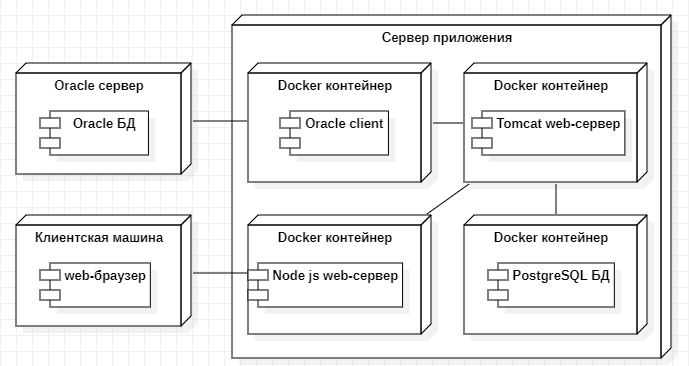 Сервер приложения
Oracle сервер
Oracle БД
Docker контейнер
Oracle client
Docker контейнер
Tomcat web-сервер
Клиентская машина
web-браузер
Docker контейнер
Node js web-сервер
Docker контейнер
PostgreSQL БД